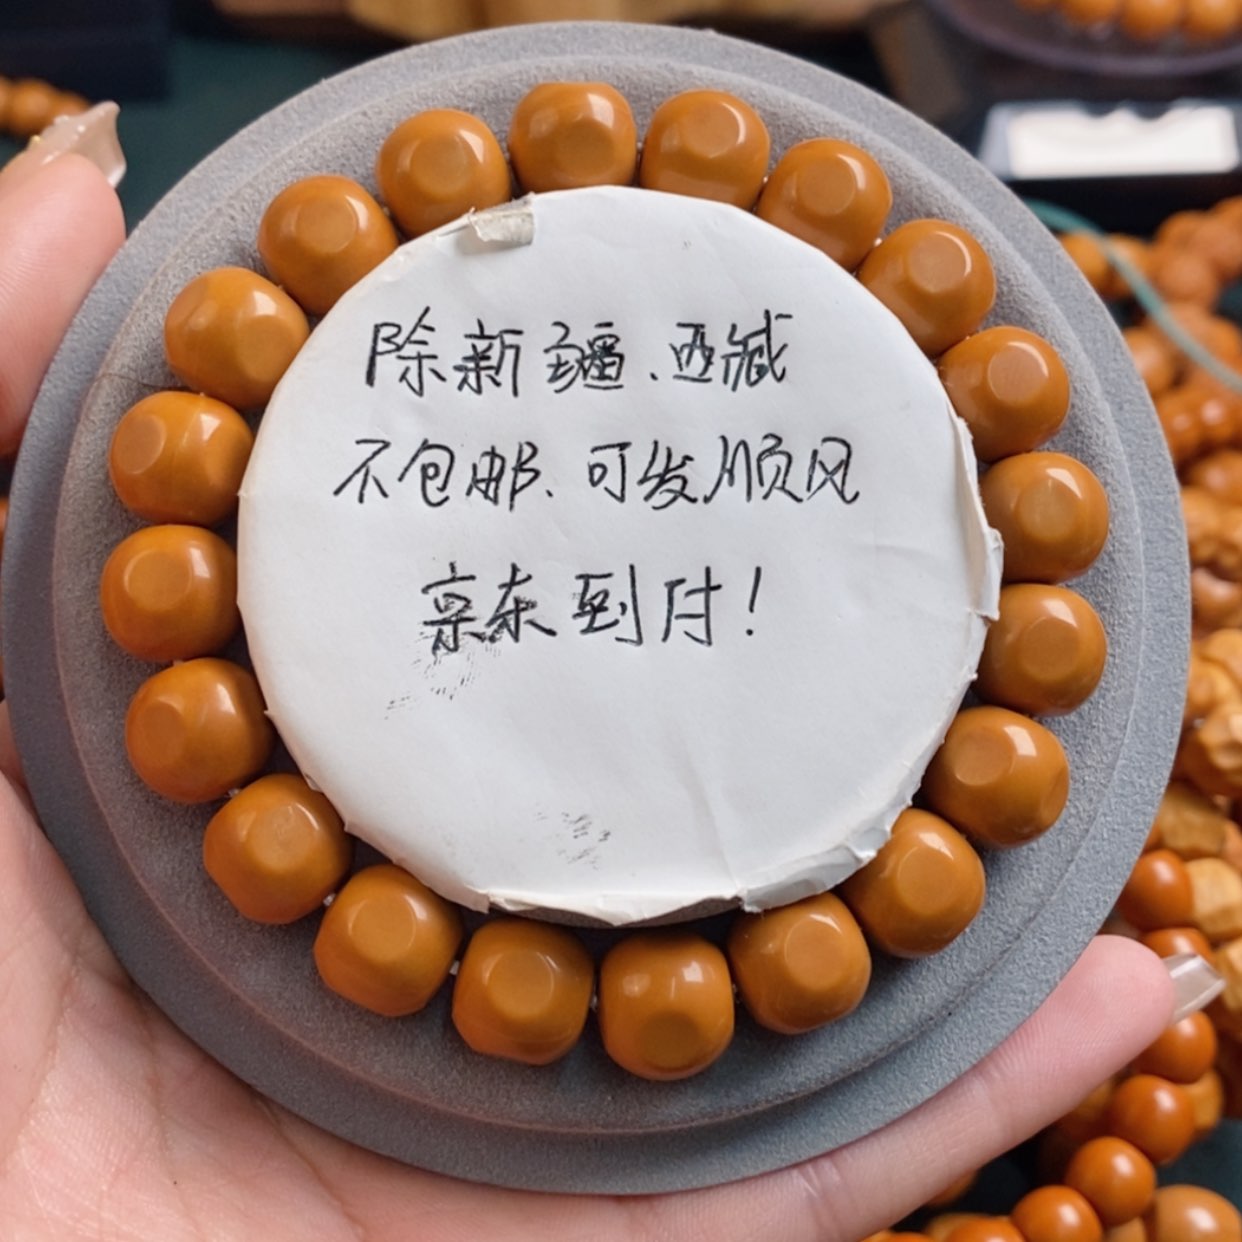 除新疆、西藏
不包邮、可发顺风
京东到付！